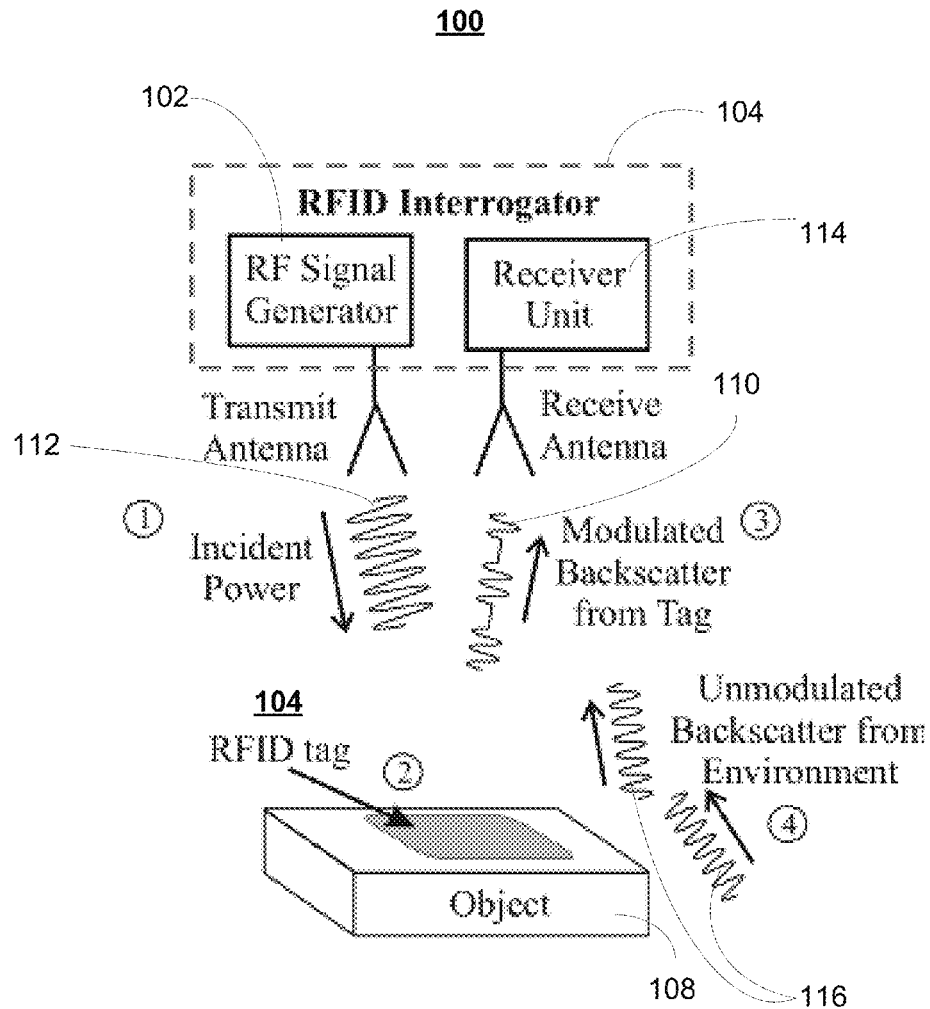 100
102
104
RFID Interrogator
114
RF Signal
Generator
Receiver
Unit
110
Transmit
Antenna
Receive
Antenna
112
1
Incident
Power
Modulated
Backscatter
from Tag
3
104
RFID tag
2
Unmodulated
Backscatter from
Environment
4
Object
108
116